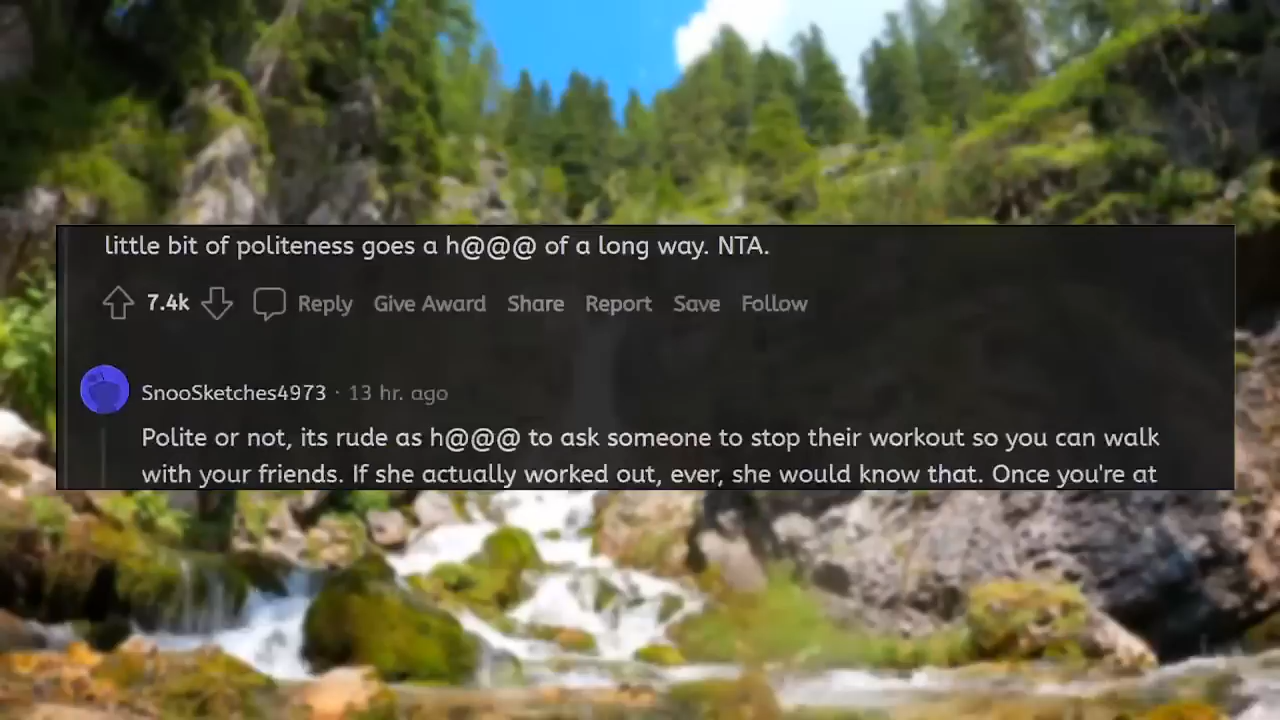 little bit of politeness goes a h@@@ of a long way. NTA.
7.4k Reply Give Award Share Report Save Follow
SnooSketches4973 · 13 hr. ago
Polite or not, its rude as h@@@ to ask someone to stop their workout so you can walk
with your friends. If she actually worked out, ever, she would know that. Once you're at